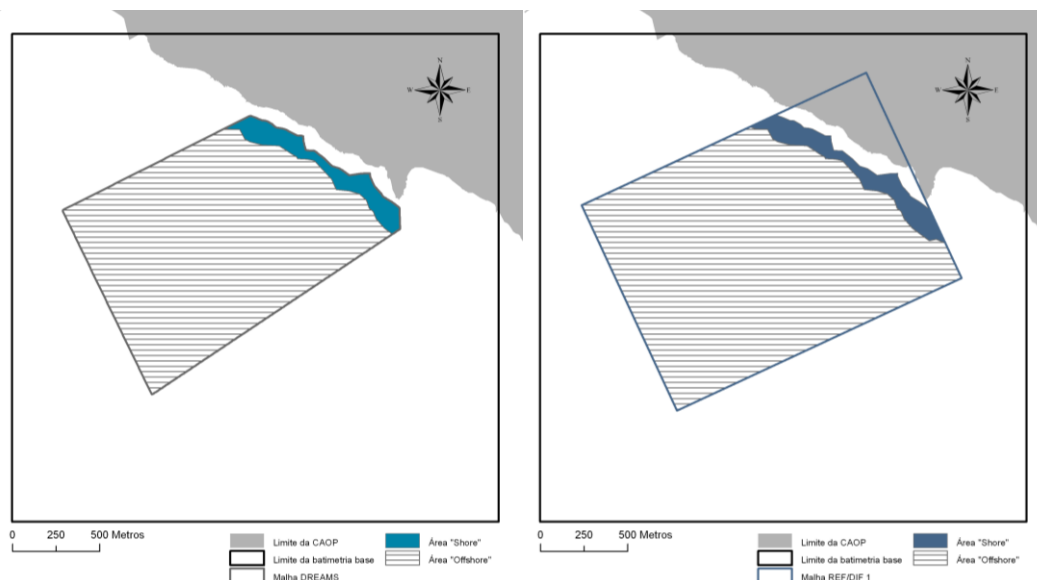 N
W E
S
0 250 500 Metros
Limite da CAOP
Área "Shore"
Limite da batimetria base
Área "Offshore"
Malha DREAMS
N
W E
S
0 250 500 Metros
Limite da CAOP
Área "Shore"
Limite da batimetria base
Área "Offshore"
Malha REF/DIF 1